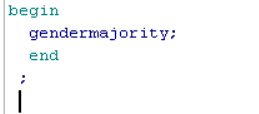 begin
gendermajority;
end
;